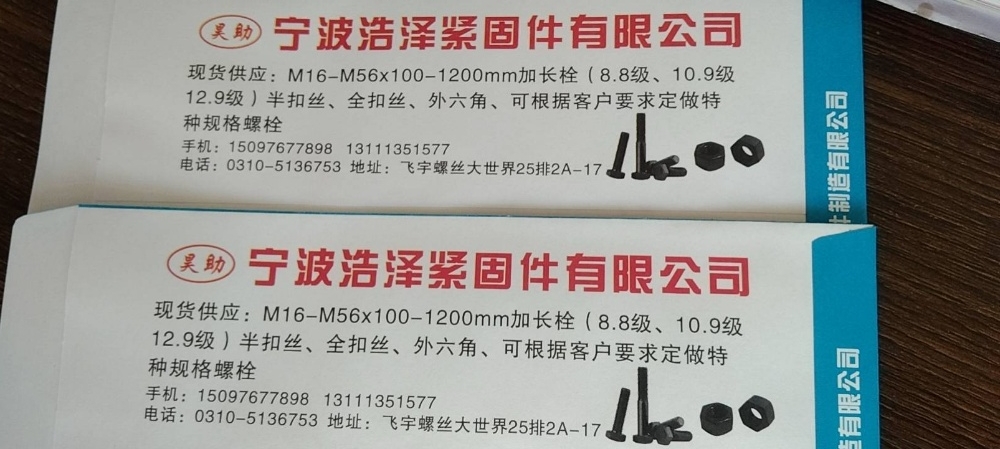 昊助 宁波浩泽紧固件有限公司
现货供应：M16-M56x100-1200mm加长栓（8.8级、10.9级
12.9级）半扣丝、全扣丝、外六角、可根据客户要求定做特
种规格螺栓
手机：15097677898 13111351577
电话：0310-5136753 地址：飞宇螺丝大世界25排2A-17
件制造有限公司
昊助 宁波浩泽紧固件有限公司
现货供应：M16-M56x100-1200mm加长栓（8.8级、10.9级
12.9级）半扣丝、全扣丝、外六角、可根据客户要求定做特
种规格螺栓
手机：15097677898 13111351577
电话：0310-5136753 地址：飞宇螺丝大世界25排2A-17
造有限公司